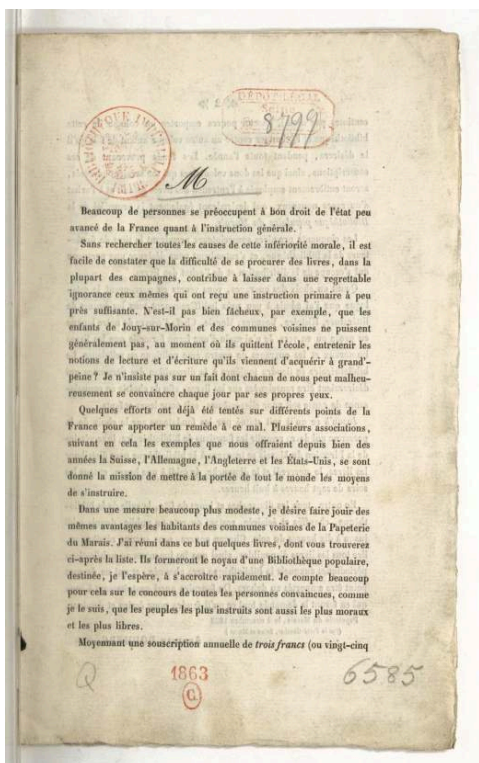 DÉPOT LÉGAL
8799
M
Beaucoup de personnes se préoccupent à bon droit de l'état peu
avancé de la France quant à l'instruction générale.
Sans rechercher toutes les causes de cette infériorité morale, il est
facile de constater que la difficulté de se procurer des livres, dans la
plupart des campagnes, contribue à laisser dans une regrettable
ignorance ceux mêmes qui ont reçu une instruction primaire à peu
près suffisante. N'est-il pas bien fâcheux, par exemple, que les
enfants de Jouy-sur-Morin et des communes voisines ne puissent
généralement pas, au moment où ils quittent l'école, entretenir les
notions de lecture et d'écriture qu'ils viennent d'acquérir à grand'-
peine? Je n'insiste pas sur un fait dont chacun de nous peut malheu-
reusement se convaincre chaque jour par ses propres yeux.
Quelques efforts ont déjà été tentés sur différents points de la
France pour apporter un remède à ce mal. Plusieurs associations,
suivant en cela les exemples que nous offraient depuis bien des
années la Suisse, l'Allemagne, l'Angleterre et les États-Unis, se sont
donné la mission de mettre à la portée de tout le monde les moyens
de s'instruire.
Dans une mesure beaucoup plus modeste, je désire faire jouir des
mêmes avantages les habitants des communes voisines de la Papeterie
du Marais. J'ai réuni dans ce but quelques livres, dont vous trouverez
ci-après la liste. Ils formeront le noyau d'une Bibliothèque populaire,
destinée, je l'espère, à s'accroître rapidement. Je compte beaucoup
pour cela sur le concours de toutes les personnes convaincues, comme
je le suis, que les peuples les plus instruits sont aussi les plus moraux
et les plus libres.
Moyennant une souscription annuelle de trois francs (ou vingt-cinq
Q
1863
C.
6585